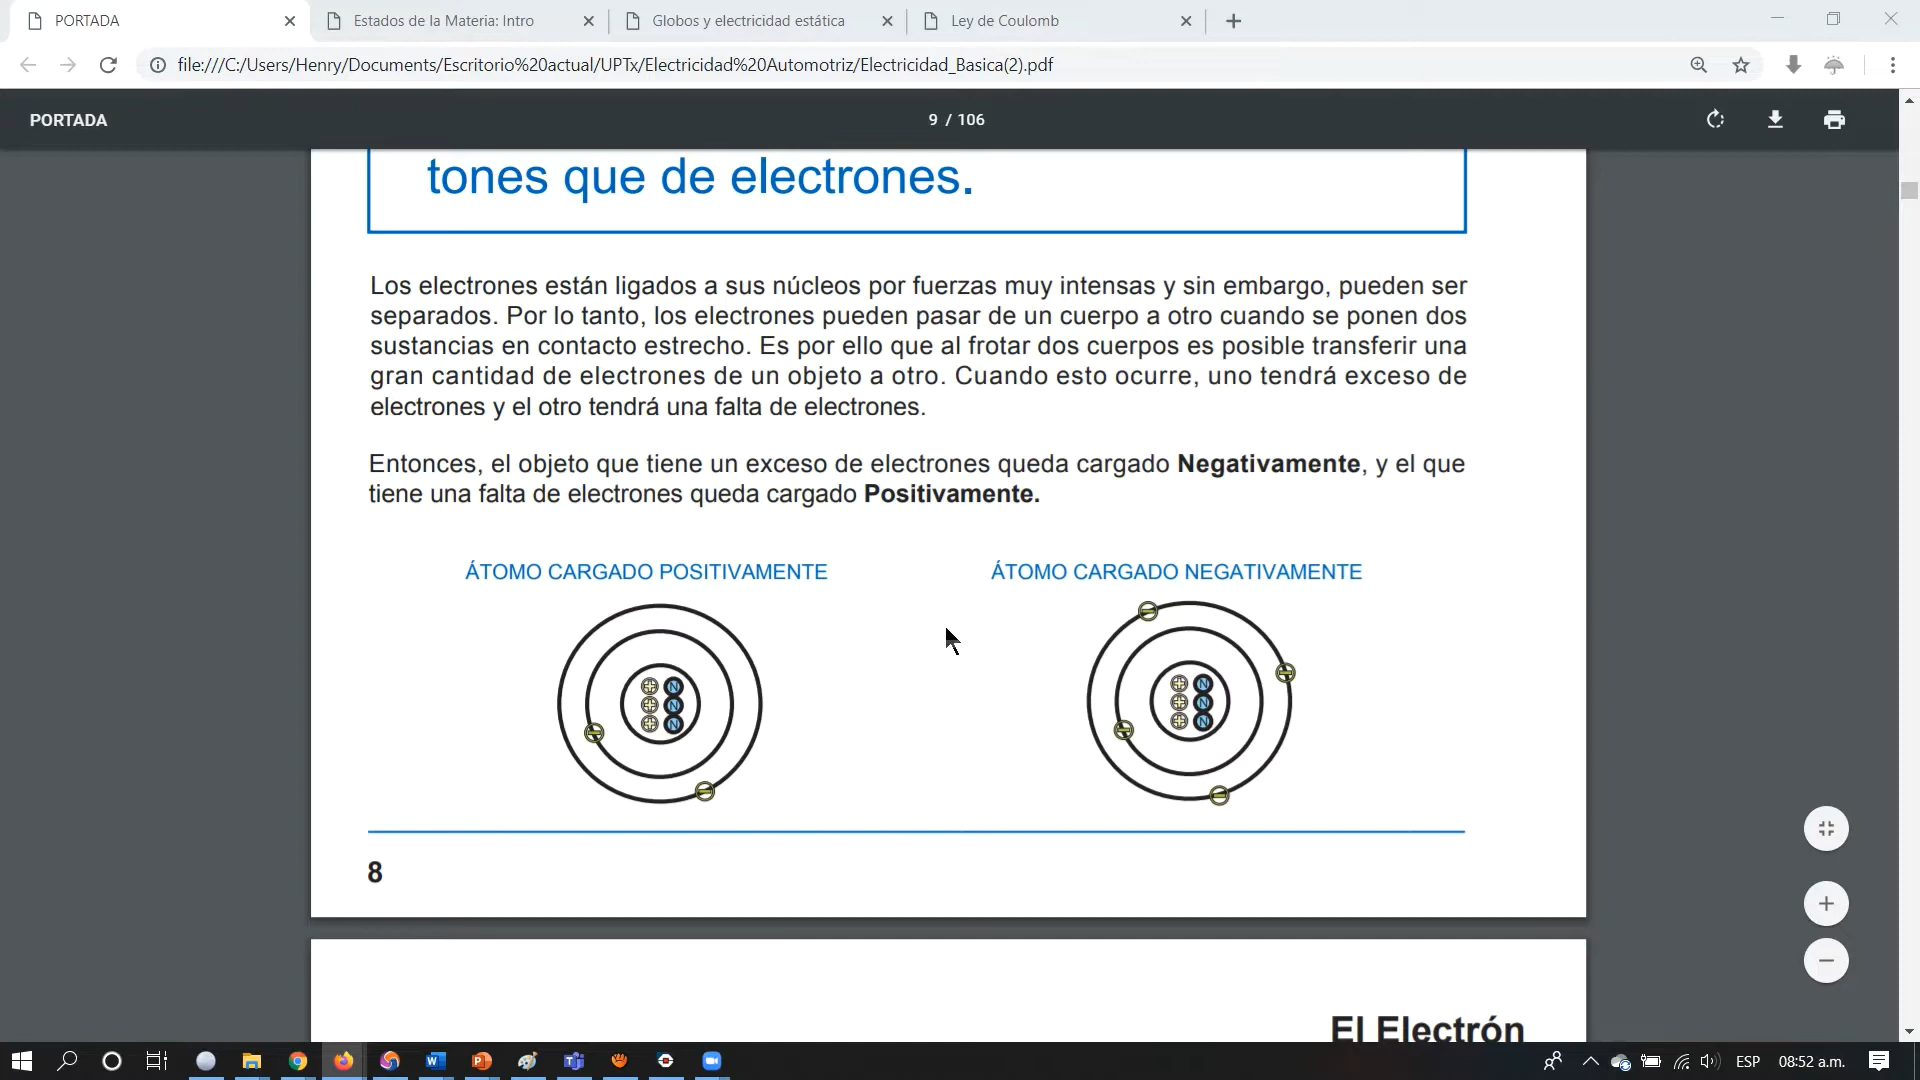 PORTADA
Estados de la Materia: Intro
Globos y electricidad estática
Ley de Coulomb
file:///C:/Users/Henry/Documents/Escritorio%20actual/UPTx/Electricidad%20Automotriz/Electricidad_Basica(2).pdf
PORTADA
9 / 106
tones que de electrones.
Los electrones están ligados a sus núcleos por fuerzas muy intensas y sin embargo, pueden ser
separados. Por lo tanto, los electrones pueden pasar de un cuerpo a otro cuando se ponen dos
sustancias en contacto estrecho. Es por ello que al frotar dos cuerpos es posible transferir una
gran cantidad de electrones de un objeto a otro. Cuando esto ocurre, uno tendrá exceso de
electrones y el otro tendrá una falta de electrones.
Entonces, el objeto que tiene un exceso de electrones queda cargado Negativamente, y el que
tiene una falta de electrones queda cargado Positivamente.
ÁTOMO CARGADO POSITIVAMENTE
ÁTOMO CARGADO NEGATIVAMENTE
N
N
N
N
N
N
8
El Electrón
ESP
08:52 a.m.